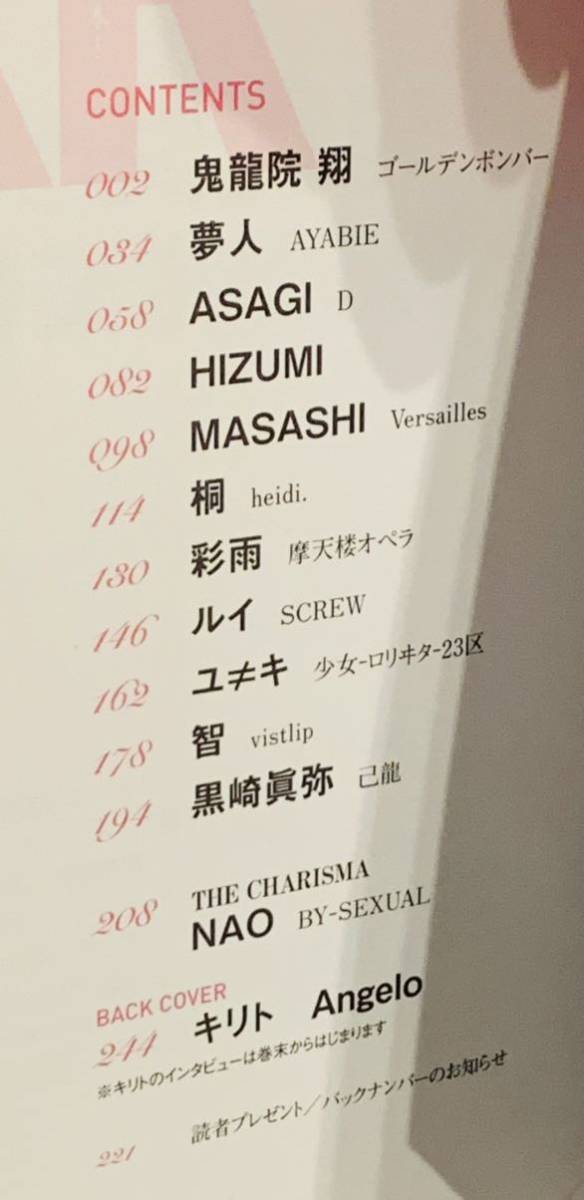 CONTENTS
002 鬼龍院 翔 ゴールデンボンバー
034 夢人 AYABIE
058 ASAGI D
082 HIZUMI
098 MASASHI Versailles
114 桐 heidi.
130 彩雨 摩天楼オペラ
146 ルイ SCREW
162 ユ≠キ 少女-ロリヰタ-23区
178 智 vistlip
194 黒崎眞弥 己龍
208 THE CHARISMA
NAO BY-SEXUAL
BACK COVER
244 キリト Angelo
※キリトのインタビューは巻末からはじまります
221 読者プレゼント／バックナンバーのお知らせ